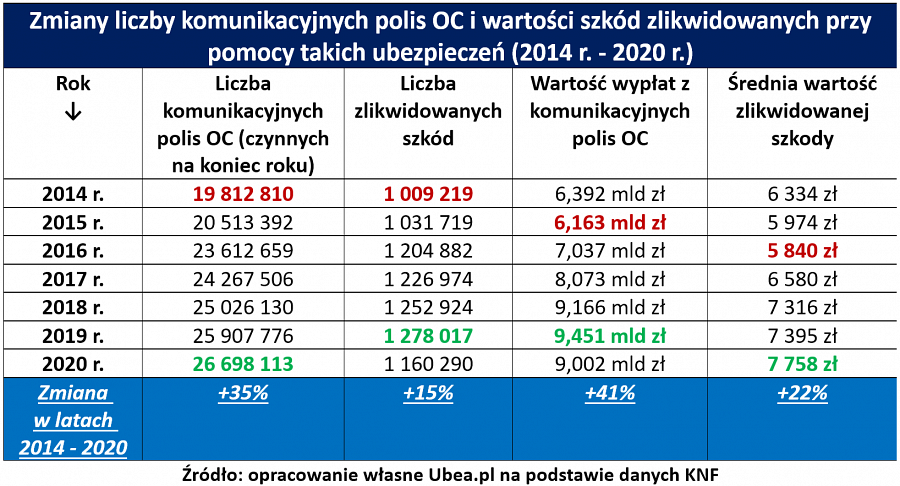 Zmiany liczby komunikacyjnych polis OC i wartości szkód zlikwidowanych przy
pomocy takich ubezpieczeń (2014 r. - 2020 r.)
Rok
↓
Liczba
komunikacyjnych
polis OC (czynnych
na koniec roku)
Liczba
zlikwidowanych
szkód
Wartość wypłat z
komunikacyjnych
polis OC
Średnia wartość
zlikwidowanej
szkody
2014 r. 19 812 810 1 009 219 6,392 mld zł 6 334 zł
2015 r. 20 513 392 1 031 719 6,163 mld zł 5 974 zł
2016 r. 23 612 659 1 204 882 7,037 mld zł 5 840 zł
2017 r. 24 267 506 1 226 974 8,073 mld zł 6 580 zł
2018 r. 25 026 130 1 252 924 9,166 mld zł 7 316 zł
2019 r. 25 907 776 1 278 017 9,451 mld zł 7 395 zł
2020 r. 26 698 113 1 160 290 9,002 mld zł 7 758 zł
Zmiana
w latach
2014 - 2020
+35% +15% +41% +22%
Źródło: opracowanie własne Ubea.pl na podstawie danych KNF